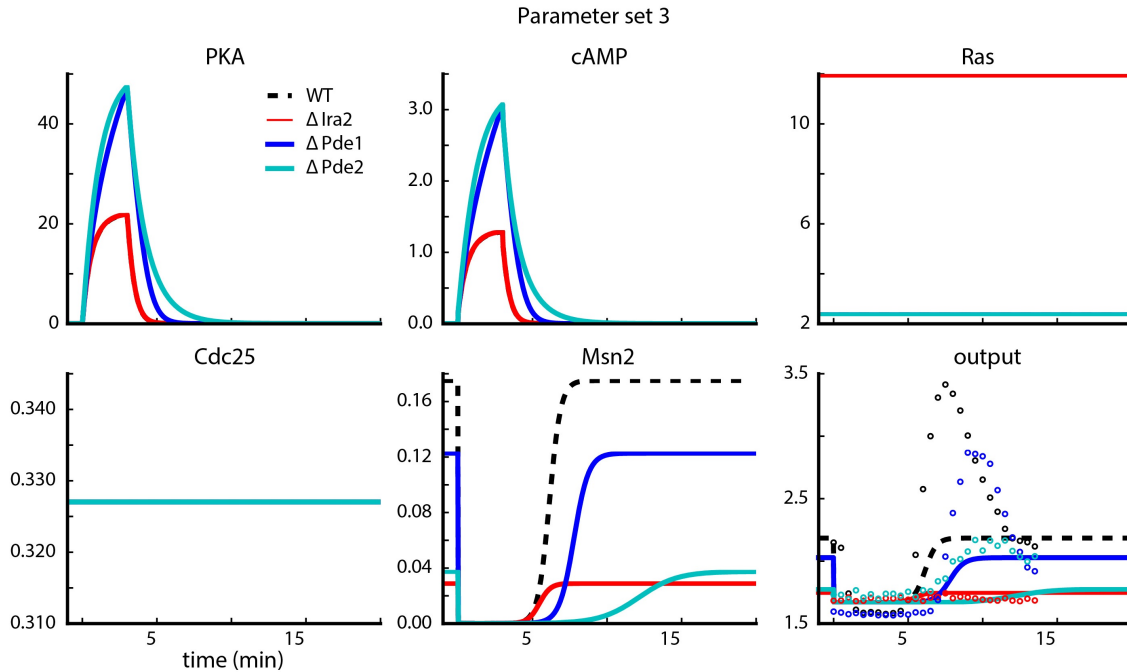 Parameter set 3
PKA
cAMP
Ras
40
20
0
WT
Δ Ira2
Δ Pde1
Δ Pde2
3.0
2.0
1.0
0.0
10
6
2
Cdc25
Msn2
output
0.340
0.330
0.320
0.310
5
15
time (min)
0.16
0.12
0.08
0.04
0.00
5
15
3.5
2.5
1.5
5
15